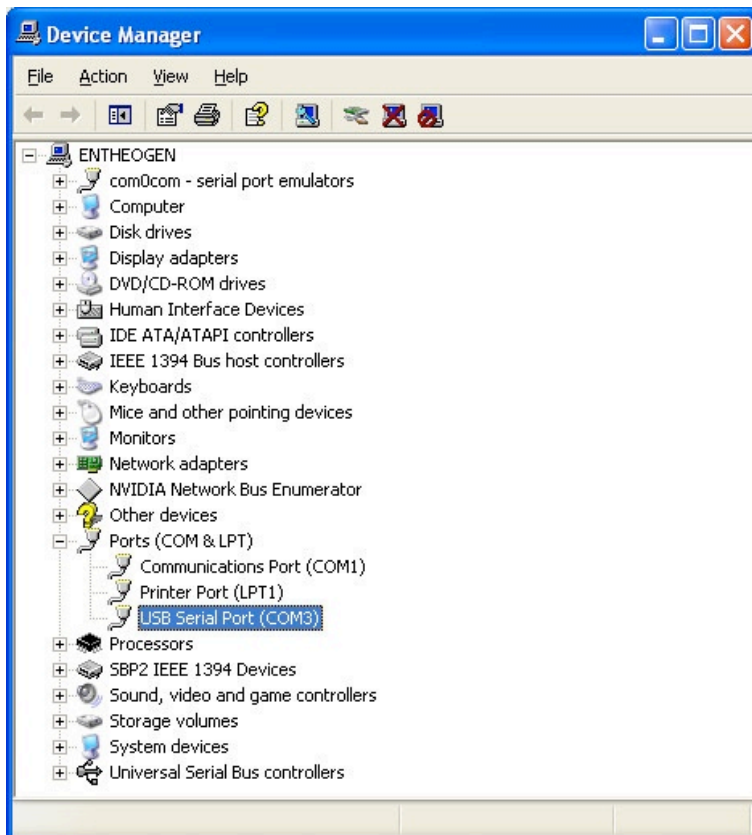 Device Manager
File Action View Help
ENTHEOGEN
com0com - serial port emulators
Computer
Disk drives
Display adapters
DVD/CD-ROM drives
Human Interface Devices
IDE ATA/ATAPI controllers
IEEE 1394 Bus host controllers
Keyboards
Mice and other pointing devices
Monitors
Network adapters
NVIDIA Network Bus Enumerator
Other devices
Ports (COM & LPT)
Communications Port (COM1)
Printer Port (LPT1)
USB Serial Port (COM3)
Processors
SBP2 IEEE 1394 Devices
Sound, video and game controllers
Storage volumes
System devices
Universal Serial Bus controllers